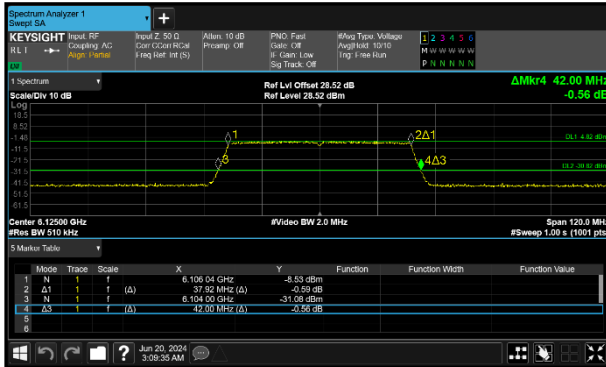 Spectrum Analyzer 1
Swept SA
KEYSIGHT Input: RF Input Z: 50 Ω Atten: 10 dB PNO: Fast #Avg Type: Voltage 1 2 3 4 5 6
RLT Coupling: AC Corr CCorr RCal Preamp: Off Gate: Off Avg|Hold: 10/10 M W W W W W
Align: Partial Freq Ref: Int (S) IF Gain: Low Trig: Free Run
Sig Track: Off P N N N N N
1 Spectrum Ref Lvl Offset 28.52 dB ΔMkr4 42.00 MHz
Scale/Div 10 dB Ref Level 28.52 dBm -0.56 dB
Log
18.5
8.52
-1.48
-11.5
-21.5
-31.5
-41.5
-51.5
-61.5
1
2Δ1
3
4Δ3
Center 6.12500 GHz #Video BW 2.0 MHz Span 120.0 MHz
#Res BW 510 kHz #Sweep 1.00 s (1001 pts)
5 Marker Table
Mode Trace Scale X Y Function Function Width Function Value
1 N 1 f 6.106 04 GHz -8.53 dBm
2 Δ1 1 f (Δ) 37.92 MHz (Δ) -0.59 dB
3 N 1 f 6.104 00 GHz -31.08 dBm
4 Δ3 1 f (Δ) 42.00 MHz (Δ) -0.56 dB
5
6
? Jun 20, 2024
3:09:35 AM